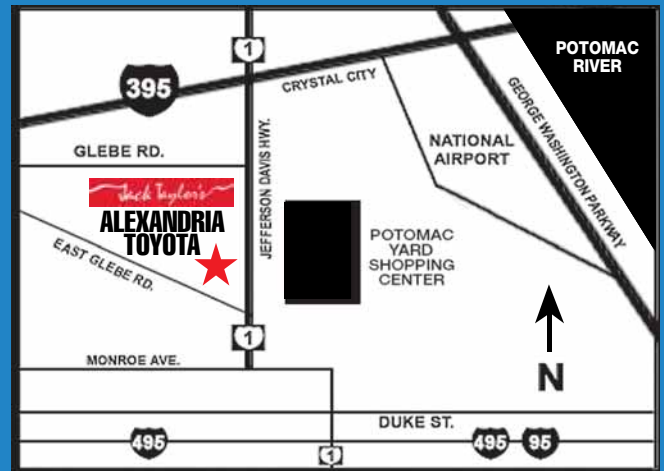 1
POTOMAC
RIVER
395
CRYSTAL CITY
GEORGE WASHINGTON PARKWAY
GLEBE RD.
JEFFERSON DAVIS HWY.
NATIONAL
AIRPORT
Jack Taylor's
ALEXANDRIA
TOYOTA
EAST GLEBE RD.
POTOMAC
YARD
SHOPPING
CENTER
1
MONROE AVE.
N
DUKE ST.
495
1
495
95